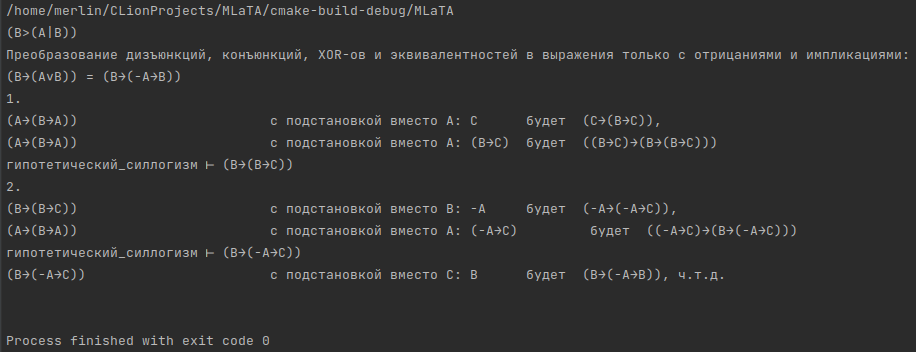 /home/merlin/CLionProjects/MLaTA/cmake-build-debug/MLaTA
(B>(A|B))
Преобразование дизъюнкций, конъюнкций, XOR-ов и эквивалентностей в выражения только с отрицаниями и импликациями:
(B→(A∨B)) = (B→(-A→B))
1.
(A→(B→A)) с подстановкой вместо A: C будет (C→(B→C)),
(A→(B→A)) с подстановкой вместо A: (B→C) будет ((B→C)→(B→(B→C)))
гипотетический_силлогизм ⊢ (B→(B→C))
2.
(B→(B→C)) с подстановкой вместо B: -A будет (-A→(-A→C)),
(A→(B→A)) с подстановкой вместо A: (-A→C) будет ((-A→C)→(B→(-A→C)))
гипотетический_силлогизм ⊢ (B→(-A→C))
(B→(-A→C)) с подстановкой вместо C: B будет (B→(-A→B)), ч.т.д.
Process finished with exit code 0